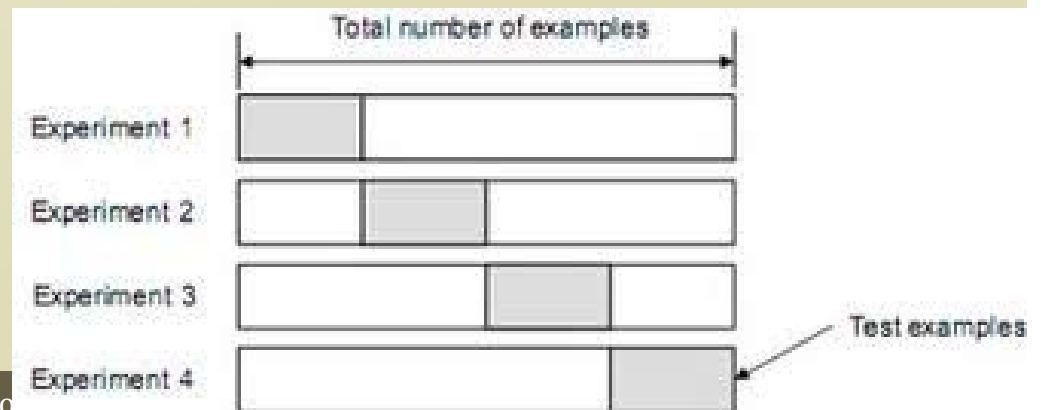 Total number of examples
Experiment 1
Experiment 2
Experiment 3
Test examples
Experiment 4